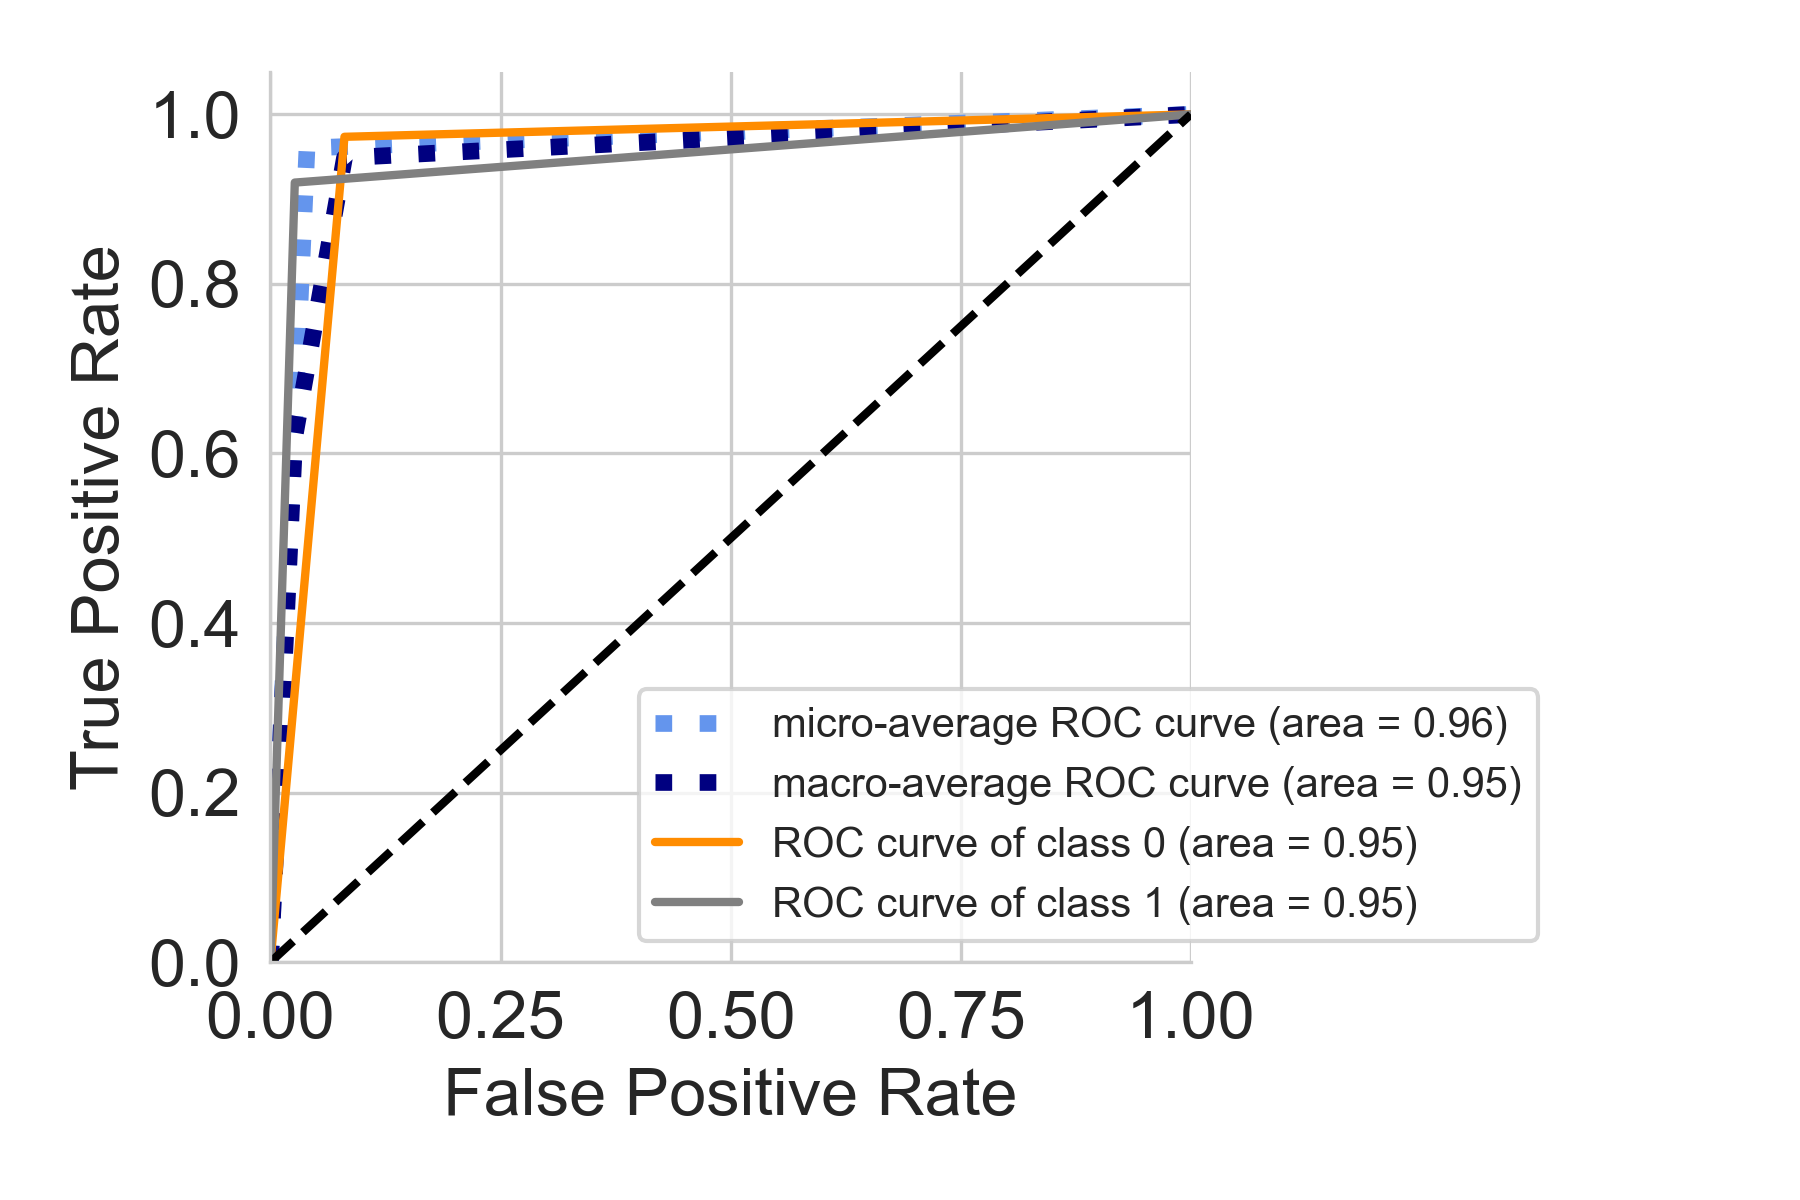 True Positive Rate
1.0
0.8
0.6
0.4
0.2
0.0
0.00 0.25 0.50 0.75 1.00
False Positive Rate
micro-average ROC curve (area = 0.96)
macro-average ROC curve (area = 0.95)
ROC curve of class 0 (area = 0.95)
ROC curve of class 1 (area = 0.95)